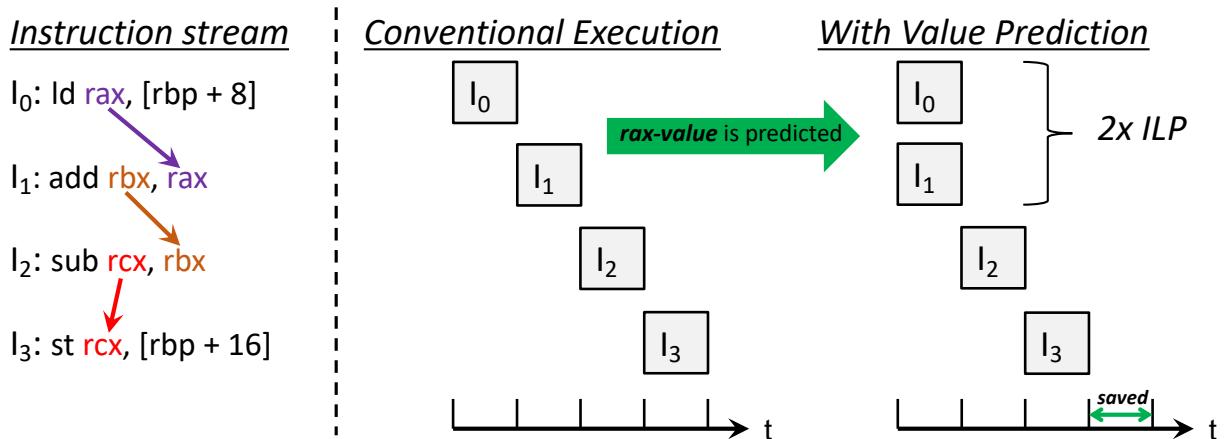 Instruction stream
I0: ld rax, [rbp + 8]
I1: add rbx, rax
I2: sub rcx, rbx
I3: st rcx, [rbp + 16]
Conventional Execution
I0
I1
I2
I3
t
rax-value is predicted
With Value Prediction
I0
I1
2x ILP
I2
I3
saved
t